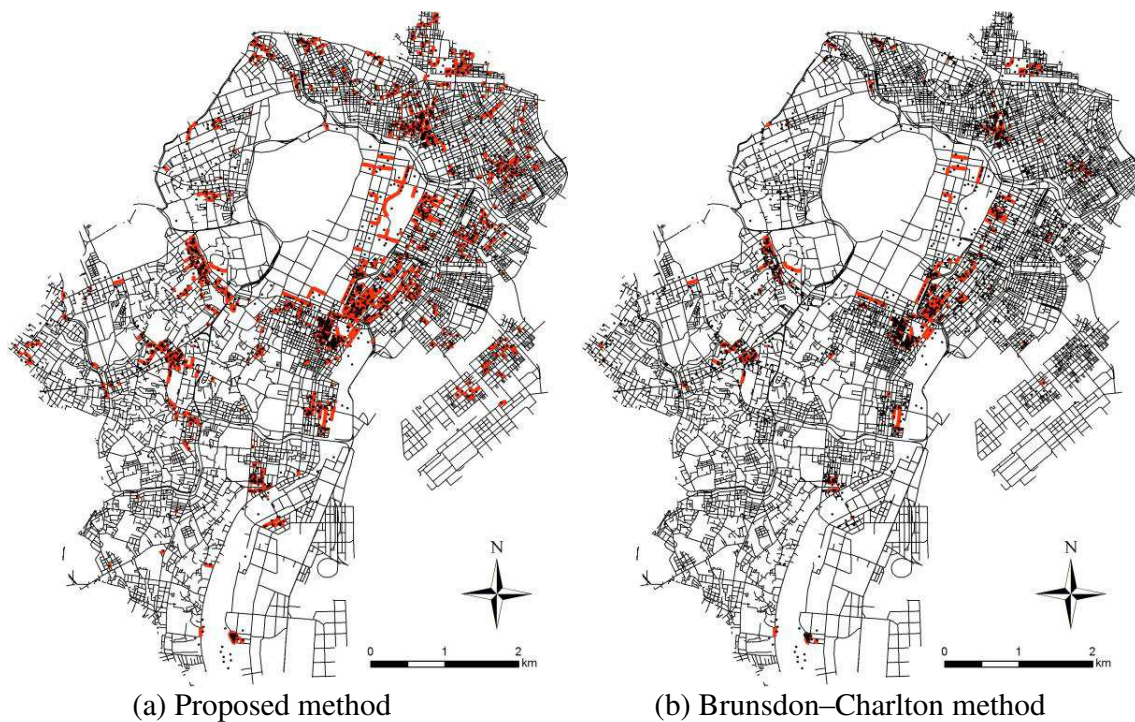 N
0 1 2
km
(a) Proposed method
N
0 1 2
km
(b) Brunsdon–Charlton method